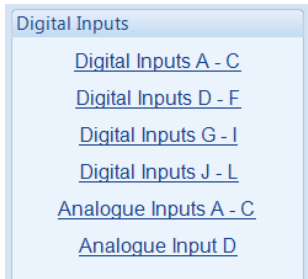 Digital Inputs
Digital Inputs A - C
Digital Inputs D - F
Digital Inputs G - I
Digital Inputs J - L
Analogue Inputs A - C
Analogue Input D